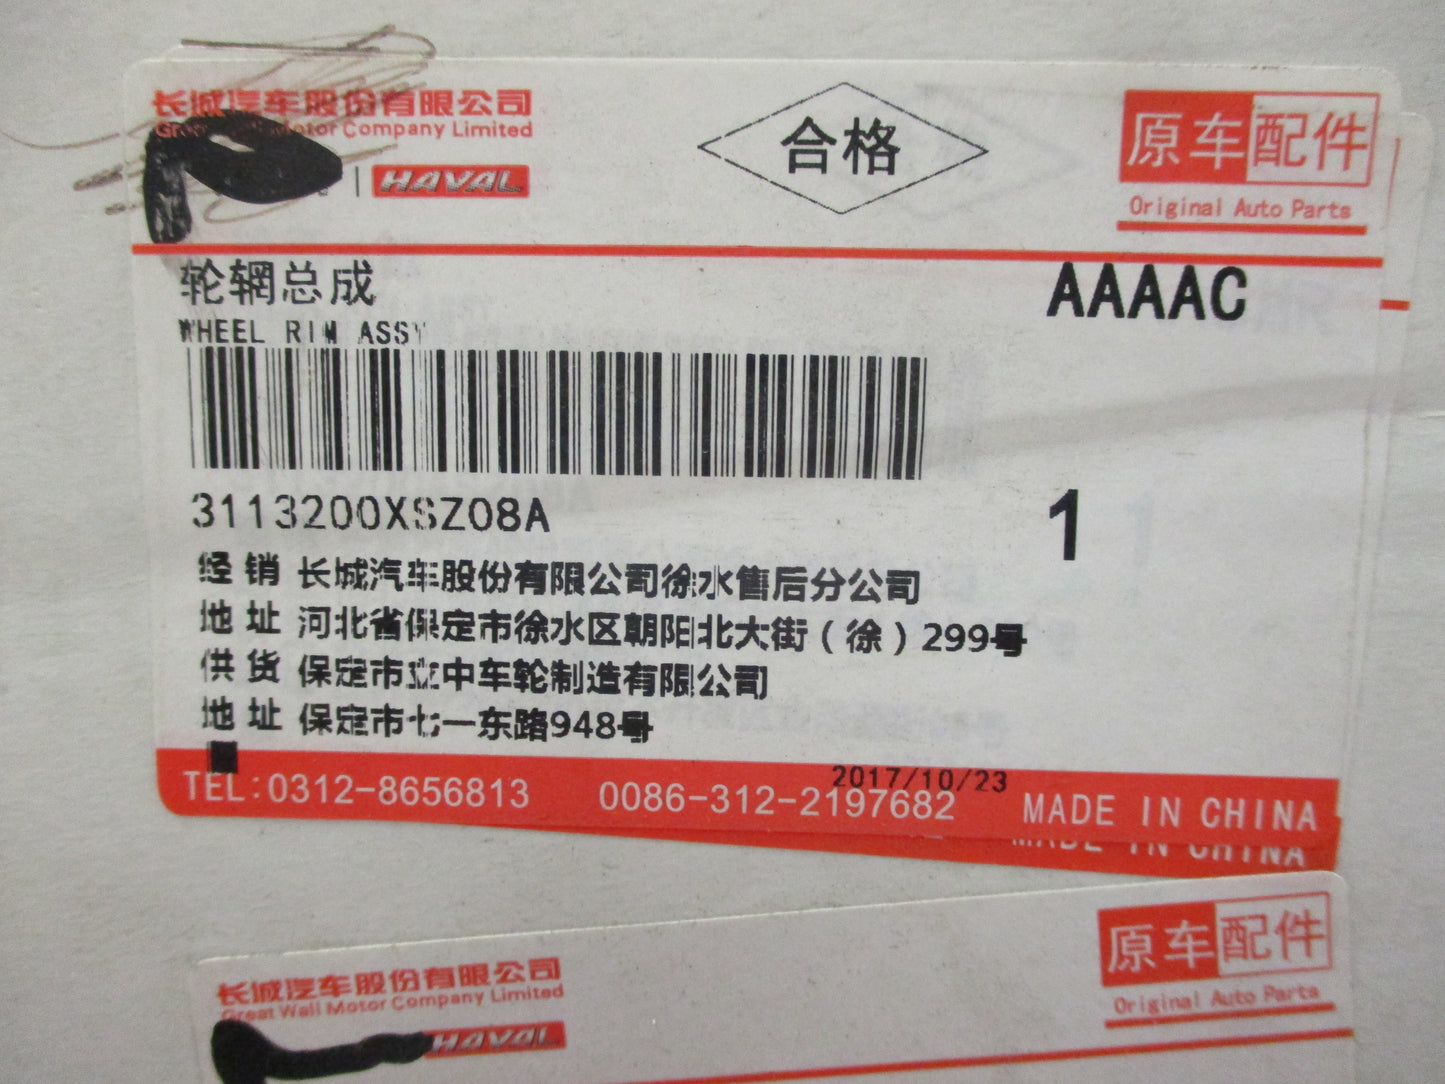 长城汽车股份有限公司
Great Wall Motor Company Limited
HAVAL
合格
原车配件
Original Auto Parts
轮辋总成
AAAAC
WHEEL RIM ASSY
3113200XSZ08A
1
经销 长城汽车股份有限公司徐水售后分公司
地址 河北省保定市徐水区朝阳北大街(徐)299号
供货 保定市立中车轮制造有限公司
地址 保定市七一东路948号
2017/10/23
TEL:0312-8656813 0086-312-2197682 MADE IN CHINA
MADE IN CHINA
原车配件
Original Auto Parts
长城汽车股份有限公司
Great Wall Motor Company Limited
HAVAL